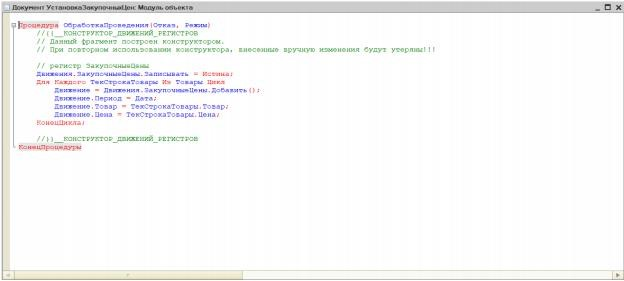 Документ УстановкаЗакупочныхЦен: Модуль объекта
Процедура ОбработкаПроведения(Отказ, Режим)
//{{__КОНСТРУКТОР_ДВИЖЕНИЙ_РЕГИСТРОВ
// Данный фрагмент построен конструктором.
// При повторном использовании конструктора, внесенные вручную изменения будут утеряны!!!
// регистр ЗакупочныеЦены
Движения.ЗакупочныеЦены.Записывать = Истина;
Для Каждого ТекСтрокаТовары Из Товары Цикл
Движение = Движения.ЗакупочныеЦены.Добавить();
Движение.Период = Дата;
Движение.Товар = ТекСтрокаТовары.Товар;
Движение.Цена = ТекСтрокаТовары.Цена;
КонецЦикла;
//}}__КОНСТРУКТОР_ДВИЖЕНИЙ_РЕГИСТРОВ
КонецПроцедуры